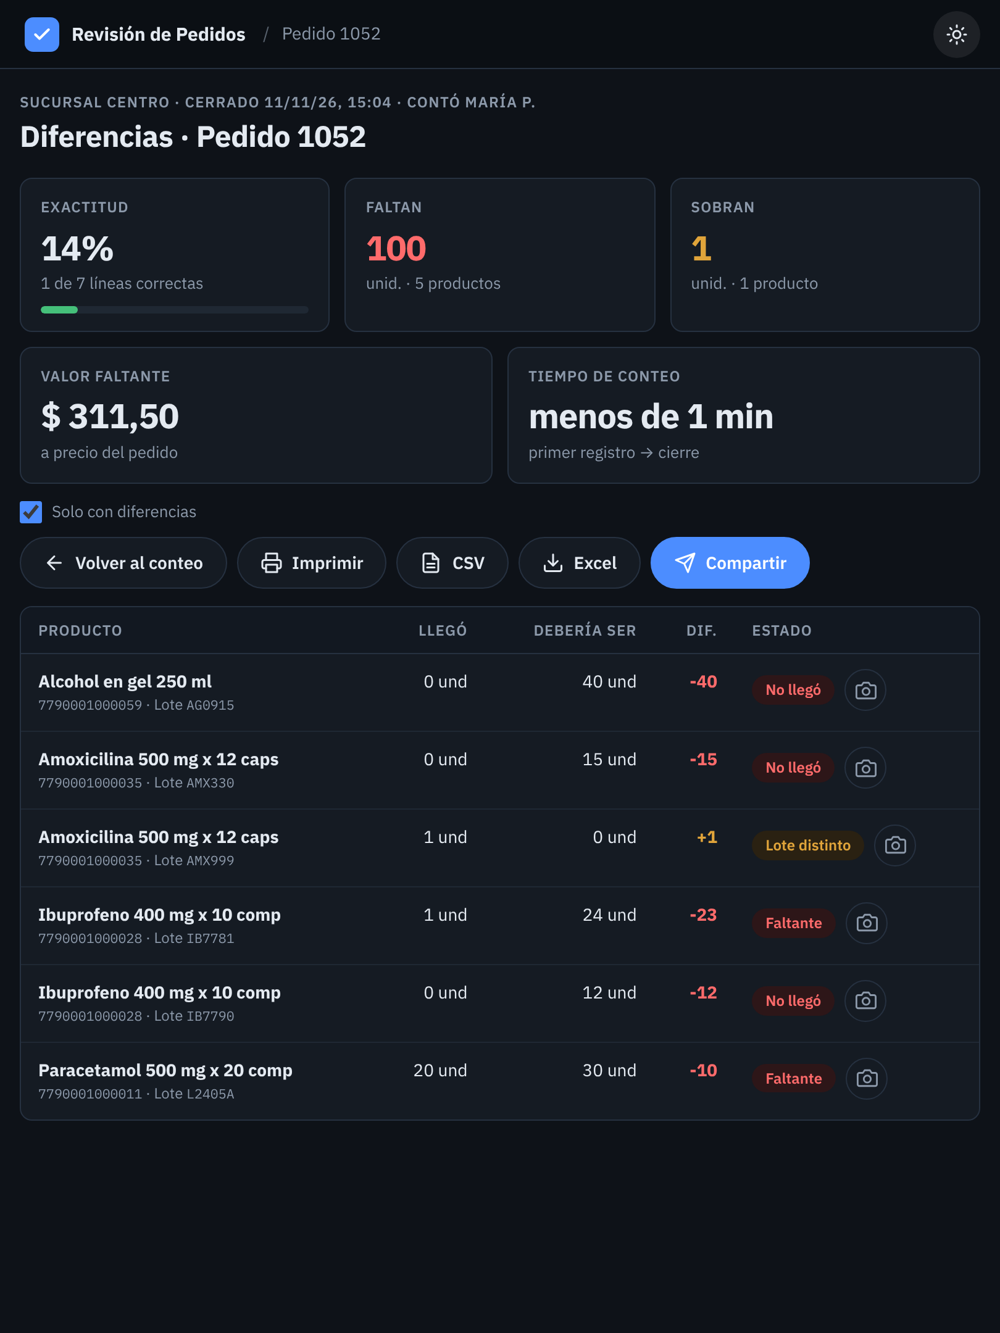 Revisión de Pedidos / Pedido 1052
SUCURSAL CENTRO · CERRADO 11/11/26, 15:04 · CONTÓ MARÍA P.
Diferencias · Pedido 1052
EXACTITUD
14%
1 de 7 líneas correctas
FALTAN
100
unid. · 5 productos
SOBRAN
1
unid. · 1 producto
VALOR FALTANTE
$ 311,50
a precio del pedido
TIEMPO DE CONTEO
menos de 1 min
primer registro → cierre
Solo con diferencias
Volver al conteo
Imprimir
CSV
Excel
Compartir
PRODUCTO LLEGÓ DEBERÍA SER DIF. ESTADO
Alcohol en gel 250 ml 0 und 40 und -40 No llegó
7790001000059 · Lote AG0915
Amoxicilina 500 mg x 12 caps 0 und 15 und -15 No llegó
7790001000035 · Lote AMX330
Amoxicilina 500 mg x 12 caps 1 und 0 und +1 Lote distinto
7790001000035 · Lote AMX999
Ibuprofeno 400 mg x 10 comp 1 und 24 und -23 Faltante
7790001000028 · Lote IB7781
Ibuprofeno 400 mg x 10 comp 0 und 12 und -12 No llegó
7790001000028 · Lote IB7790
Paracetamol 500 mg x 20 comp 20 und 30 und -10 Faltante
7790001000011 · Lote L2405A